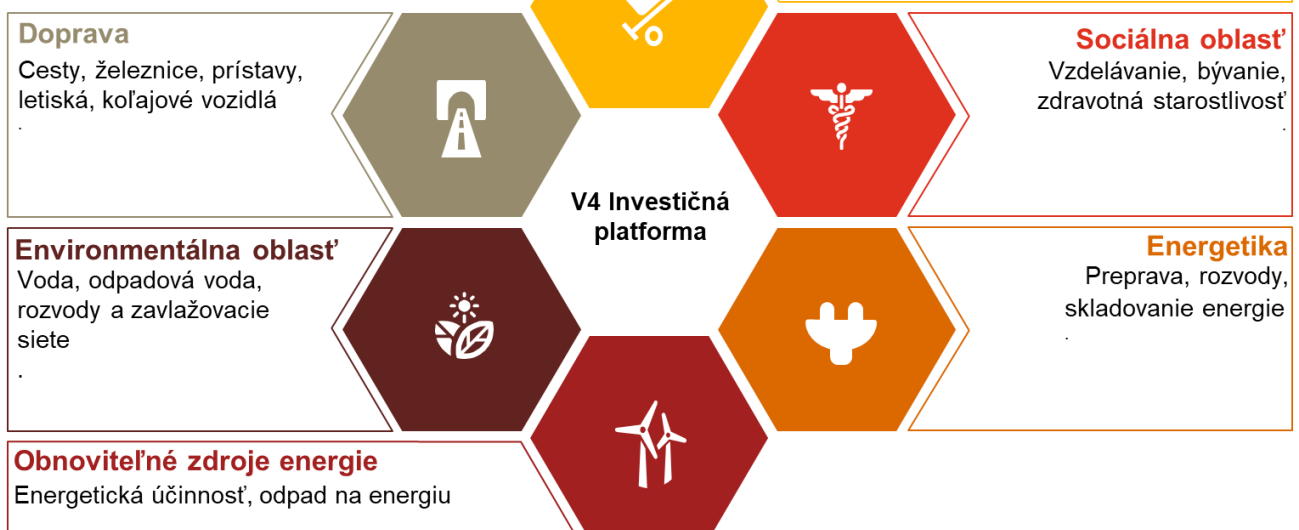 Doprava
Cesty, železnice, prístavy,
letiská, koľajové vozidlá
.
Sociálna oblasť
Vzdelávanie, bývanie,
zdravotná starostlivosť
.
V4 Investičná
platforma
Environmentálna oblasť
Voda, odpadová voda,
rozvody a zavlažovacie
siete
.
Energetika
Preprava, rozvody,
skladovanie energie
.
Obnoviteľné zdroje energie
Energetická účinnosť, odpad na energiu